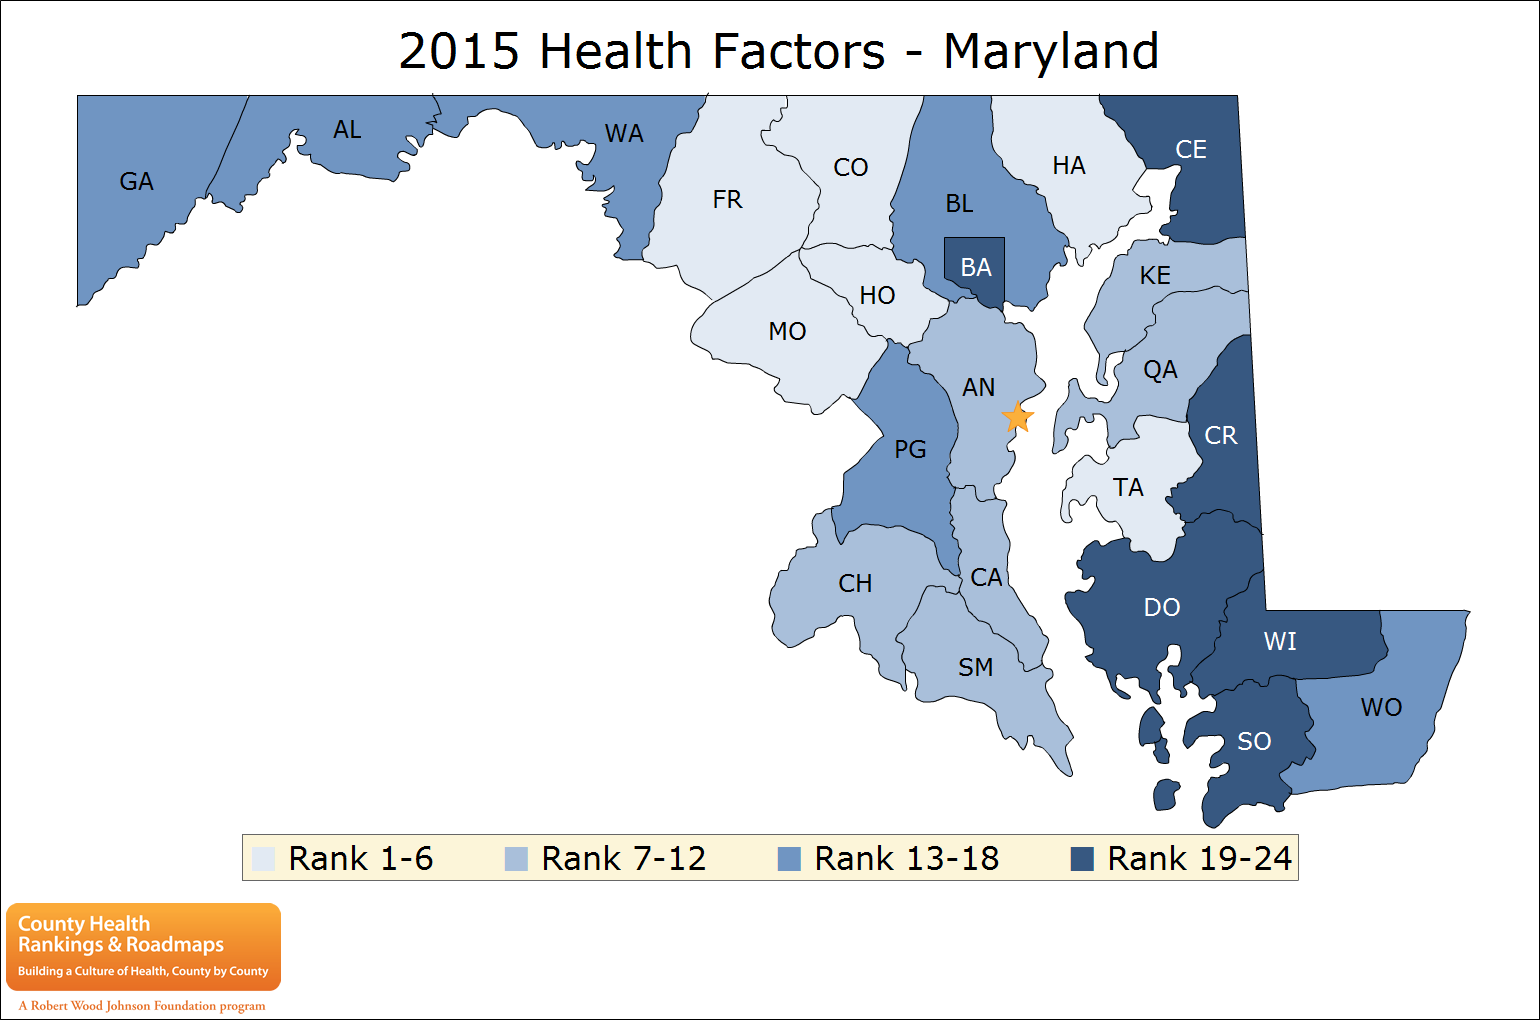 2015 Health Factors - Maryland
GA
AL
WA
FR
CO
BL
HA
CE
BA
HO
MO
KE
QA
AN
PG
CR
TA
CH
CA
DO
WI
SM
WO
SO
Rank 1-6
Rank 7-12
Rank 13-18
Rank 19-24
County Health
Rankings & Roadmaps
Building a Culture of Health, County by County
A Robert Wood Johnson Foundation program